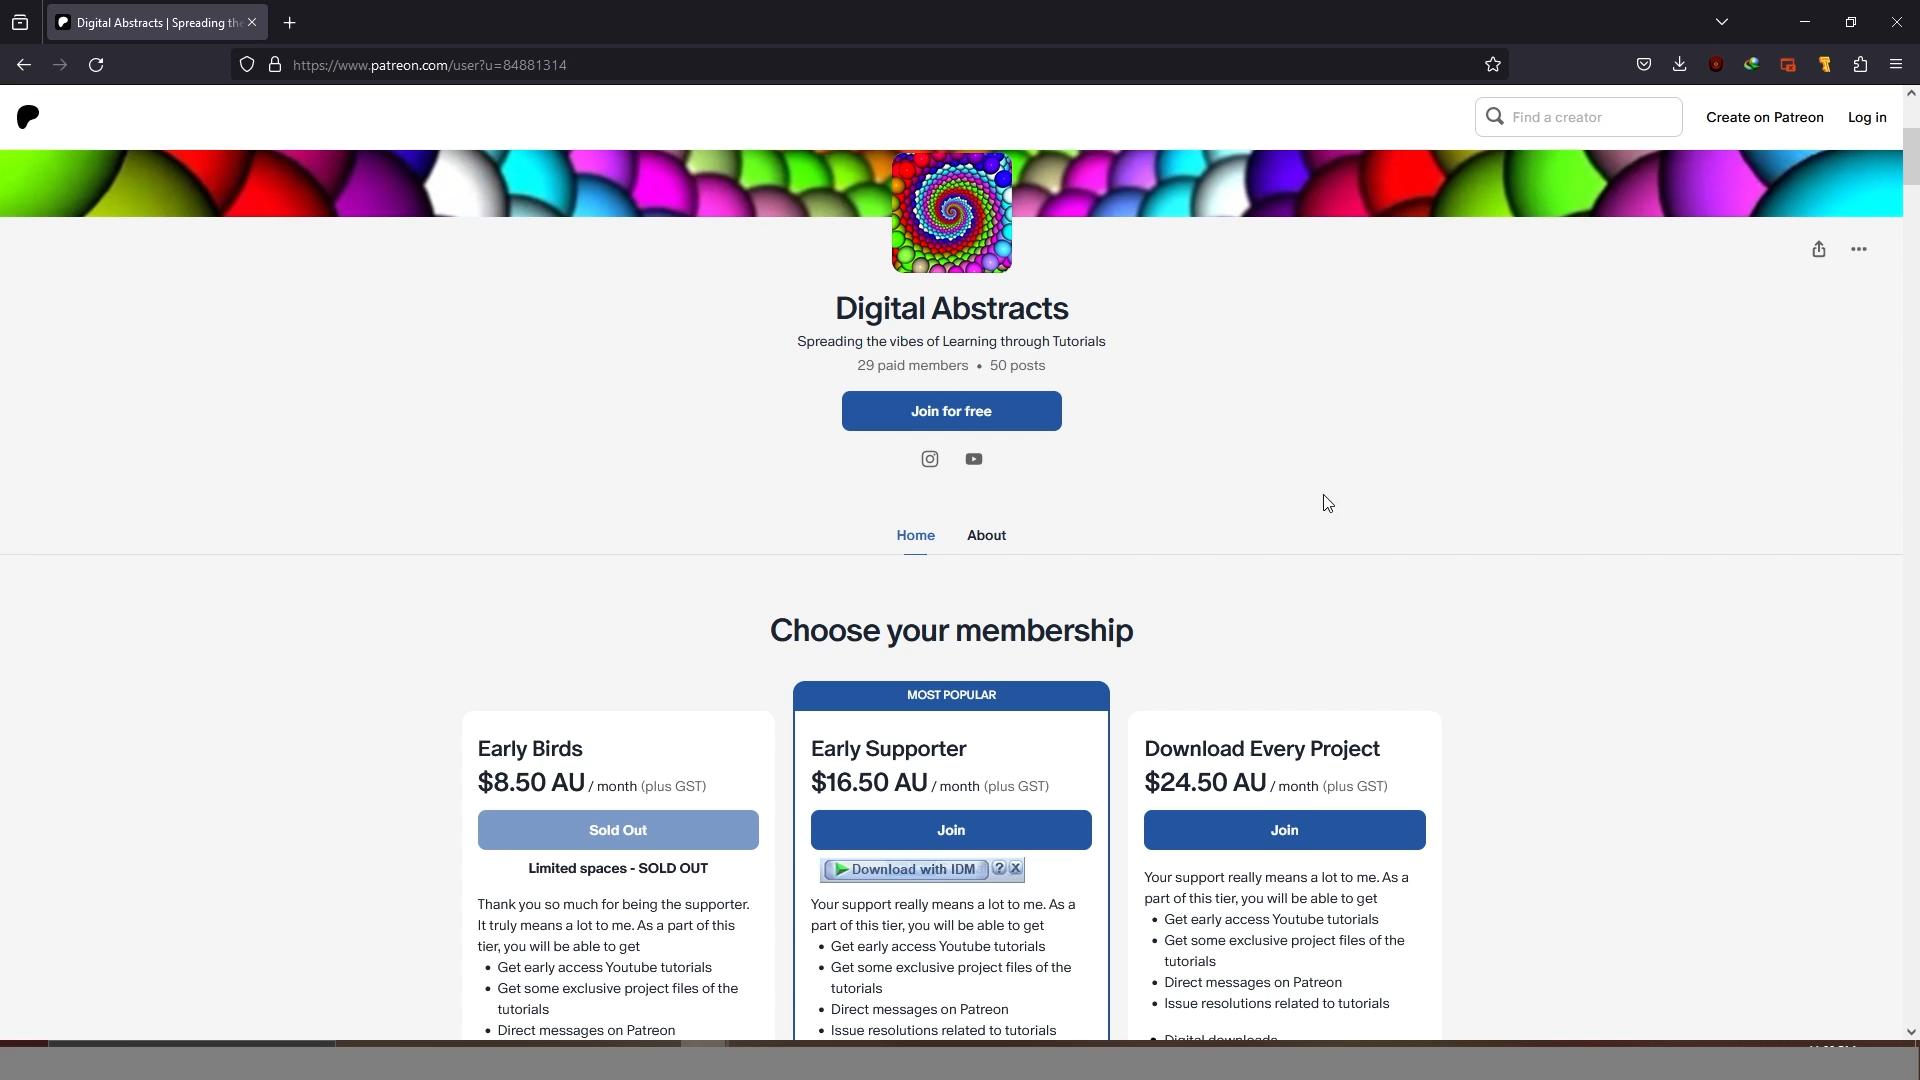 Digital Abstracts | Spreading the
https://www.patreon.com/user?u=84881314
Find a creator
Create on Patreon
Log in
Digital Abstracts
Spreading the vibes of Learning through Tutorials
29 paid members • 50 posts
Join for free
Home
About
Choose your membership
MOST POPULAR
Early Birds
$8.50 AU / month (plus GST)
Sold Out
Limited spaces - SOLD OUT
Thank you so much for being the supporter.
It truly means a lot to me. As a part of this
tier, you will be able to get
• Get early access Youtube tutorials
• Get some exclusive project files of the
tutorials
• Direct messages on Patreon
Early Supporter
$16.50 AU / month (plus GST)
Join
Download with IDM
Your support really means a lot to me. As a
part of this tier, you will be able to get
• Get early access Youtube tutorials
• Get some exclusive project files of the
tutorials
• Direct messages on Patreon
• Issue resolutions related to tutorials
Download Every Project
$24.50 AU / month (plus GST)
Join
Your support really means a lot to me. As a
part of this tier, you will be able to get
• Get early access Youtube tutorials
• Get some exclusive project files of the
tutorials
• Direct messages on Patreon
• Issue resolutions related to tutorials
• Digital downloads